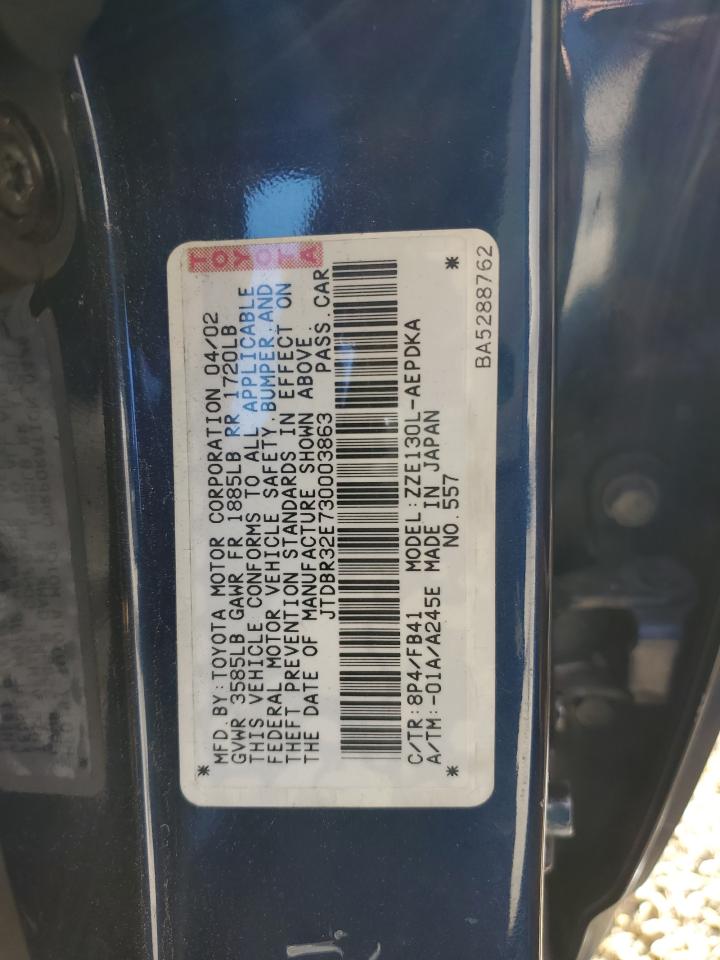 TOYOTA
MFD.BY:TOYOTA MOTOR CORPORATION 04/02
GVWR 3585LB GAWR FR 1885LB RR 1720LB
THIS VEHICLE CONFORMS TO ALL APPLICABLE
FEDERAL MOTOR VEHICLE SAFETY,BUMPER,AND
THEFT PREVENTION STANDARDS IN EFFECT ON
THE DATE OF MANUFACTURE SHOWN ABOVE.
JTDBR32E730003863 PASS.CAR
C/TR:8P4/FB41 MODEL:ZZE130L-AEPDKA
A/TM:-01A/A245E MADE IN JAPAN
NO.557
BA5288762